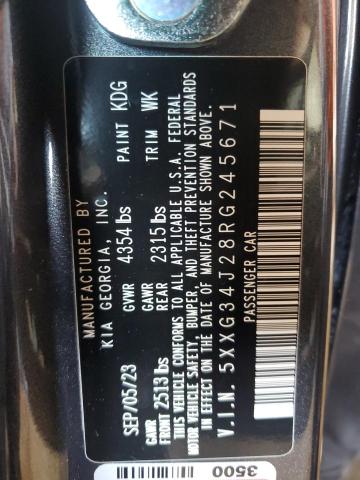 MANUFACTURED BY
KIA GEORGIA, INC.
PAINT KDG
SEP/05/23 GVWR 4354 lbs TRIM WK
GAWR FRONT 2513 lbs GAWR REAR 2315 lbs
THIS VEHICLE CONFORMS TO ALL APPLICABLE U.S.A. FEDERAL
MOTOR VEHICLE SAFETY, BUMPER, AND THEFT PREVENTION STANDARDS
IN EFFECT ON THE DATE OF MANUFACTURE SHOWN ABOVE.
V.I.N. 5XXG34J28RG245671
PASSENGER CAR
3500